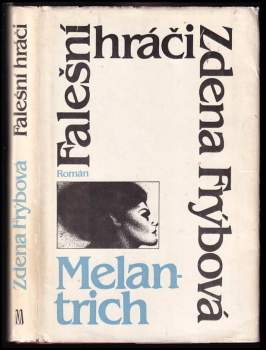 Zdena Frýbová
Falešní hráči
M
Falešní
hráči
Zdena Frýbová
Román
Melan-
trich